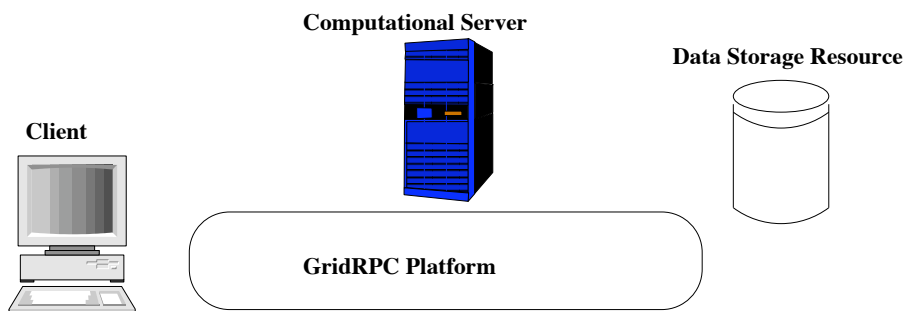 Computational Server
Data Storage Resource
Client
GridRPC Platform